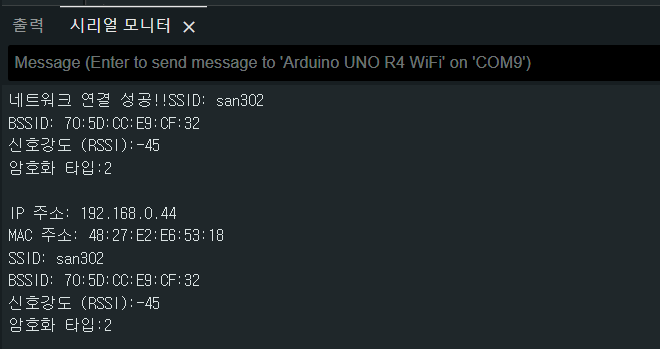 출력
시리얼 모니터 ×
Message (Enter to send message to 'Arduino UNO R4 WiFi' on 'COM9')
네트워크 연결 성공!!SSID: san302
BSSID: 70:5D:CC:E9:CF:32
신호강도 (RSSI):-45
암호화 타입:2
IP 주소: 192.168.0.44
MAC 주소: 48:27:E2:E6:53:18
SSID: san302
BSSID: 70:5D:CC:E9:CF:32
신호강도 (RSSI):-45
암호화 타입:2